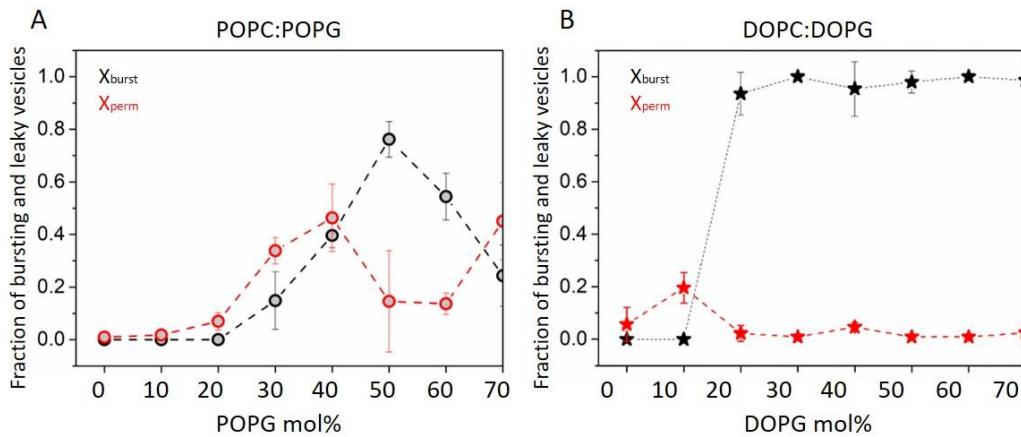 A
POPC:POPG
Fraction of bursting and leaky vesicles
Xburst
Xperm
1.0
0.8
0.6
0.4
0.2
0.0
0 10 20 30 40 50 60 70
POPG mol%
B
DOPC:DOPG
Fraction of bursting and leaky vesicles
Xburst
Xperm
1.0
0.8
0.6
0.4
0.2
0.0
0 10 20 30 40 50 60 70
DOPG mol%